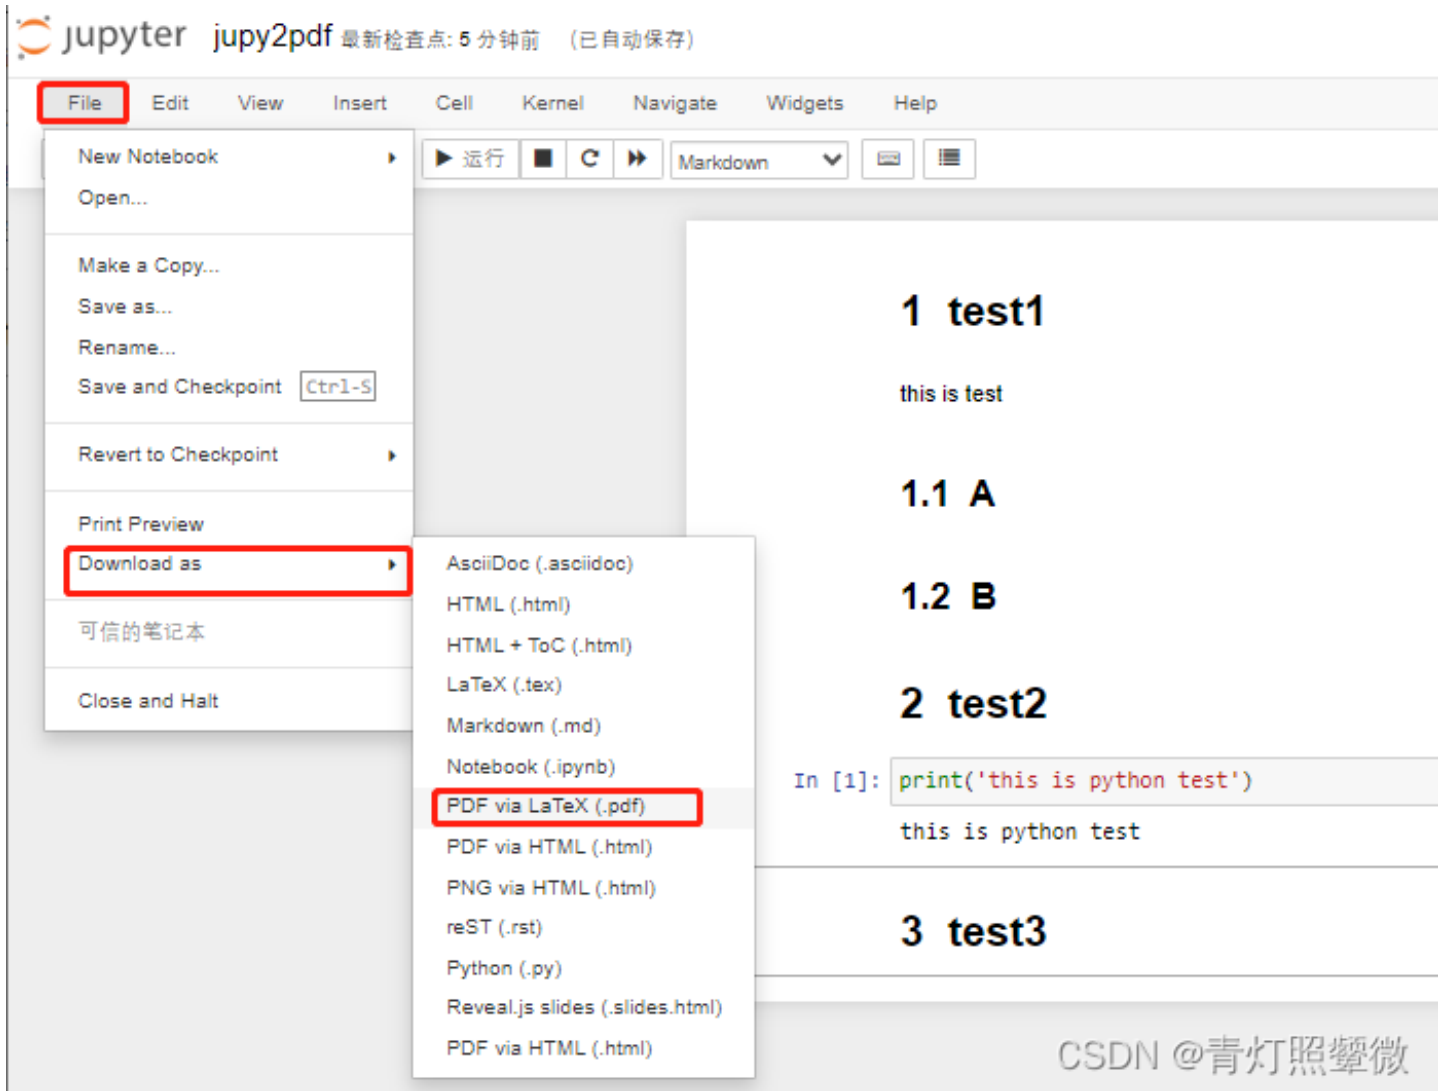 jupyter jupy2pdf 最新检查点: 5 分钟前 (已自动保存)
File Edit View Insert Cell Kernel Navigate Widgets Help
运行 Markdown
New Notebook
Open...
Make a Copy...
Save as...
Rename...
Save and Checkpoint Ctrl-S
Revert to Checkpoint
Print Preview
Download as
可信的笔记本
Close and Halt
AsciiDoc (.asciidoc)
HTML (.html)
HTML + ToC (.html)
LaTeX (.tex)
Markdown (.md)
Notebook (.ipynb)
PDF via LaTeX (.pdf)
PDF via HTML (.html)
PNG via HTML (.html)
reST (.rst)
Python (.py)
Reveal.js slides (.slides.html)
PDF via HTML (.html)
1 test1
this is test
1.1 A
1.2 B
2 test2
In [1]: print('this is python test')
this is python test
3 test3
CSDN @青灯照颦微